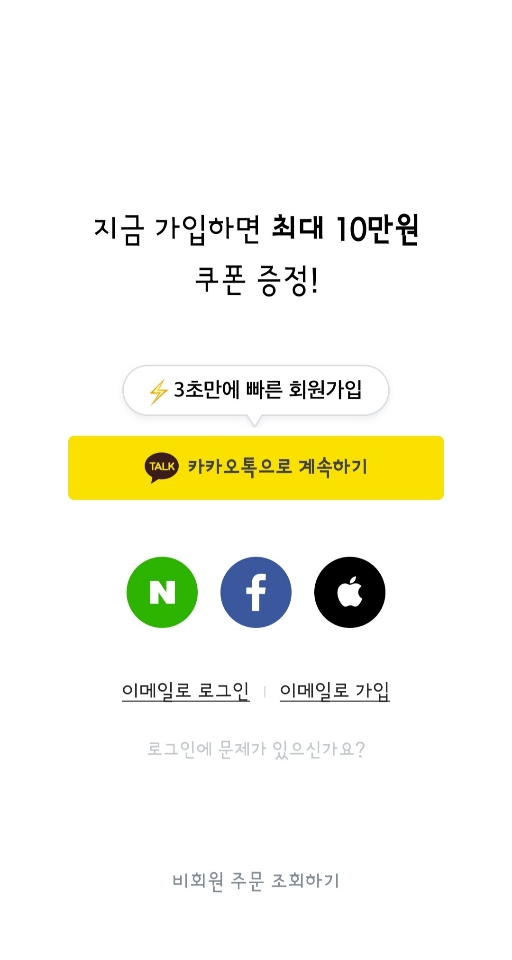 지금 가입하면 최대 10만원
쿠폰 증정!
⚡ 3초만에 빠른 회원가입
TALK 카카오톡으로 계속하기
N f
이메일로 로그인 | 이메일로 가입
로그인에 문제가 있으신가요?
비회원 주문 조회하기